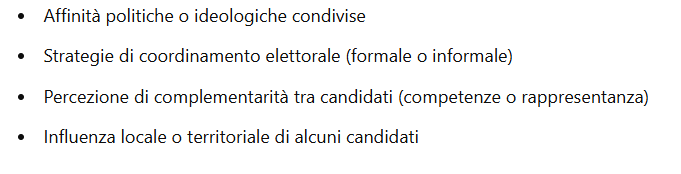 • Affinità politiche o ideologiche condivise
• Strategie di coordinamento elettorale (formale o informale)
• Percezione di complementarità tra candidati (competenze o rappresentanza)
• Influenza locale o territoriale di alcuni candidati